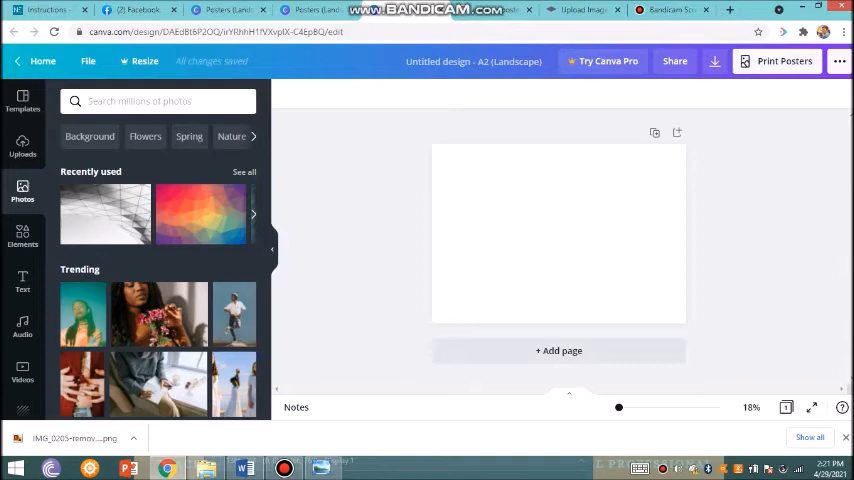 Instructions -
(2) Facebook
Posters (Land
Posters (Land
www.BANDICAM.com
Upload Imag
Bandicam Scr
canva.com/design/DAEdBt6P2OQ/irYRhhH1fVXvpIX-C4EpBQ/edit
Home File Resize All changes saved Untitled design - A2 (Landscape) Try Canva Pro Share Print Posters
Templates
Uploads
Photos
Elements
Text
Audio
Videos
Search millions of photos
Background Flowers Spring Nature
Recently used See all
Trending
+ Add page
Notes 18% 1
IMG_0205-remov....png Show all
2:21 PM
4/29/2021